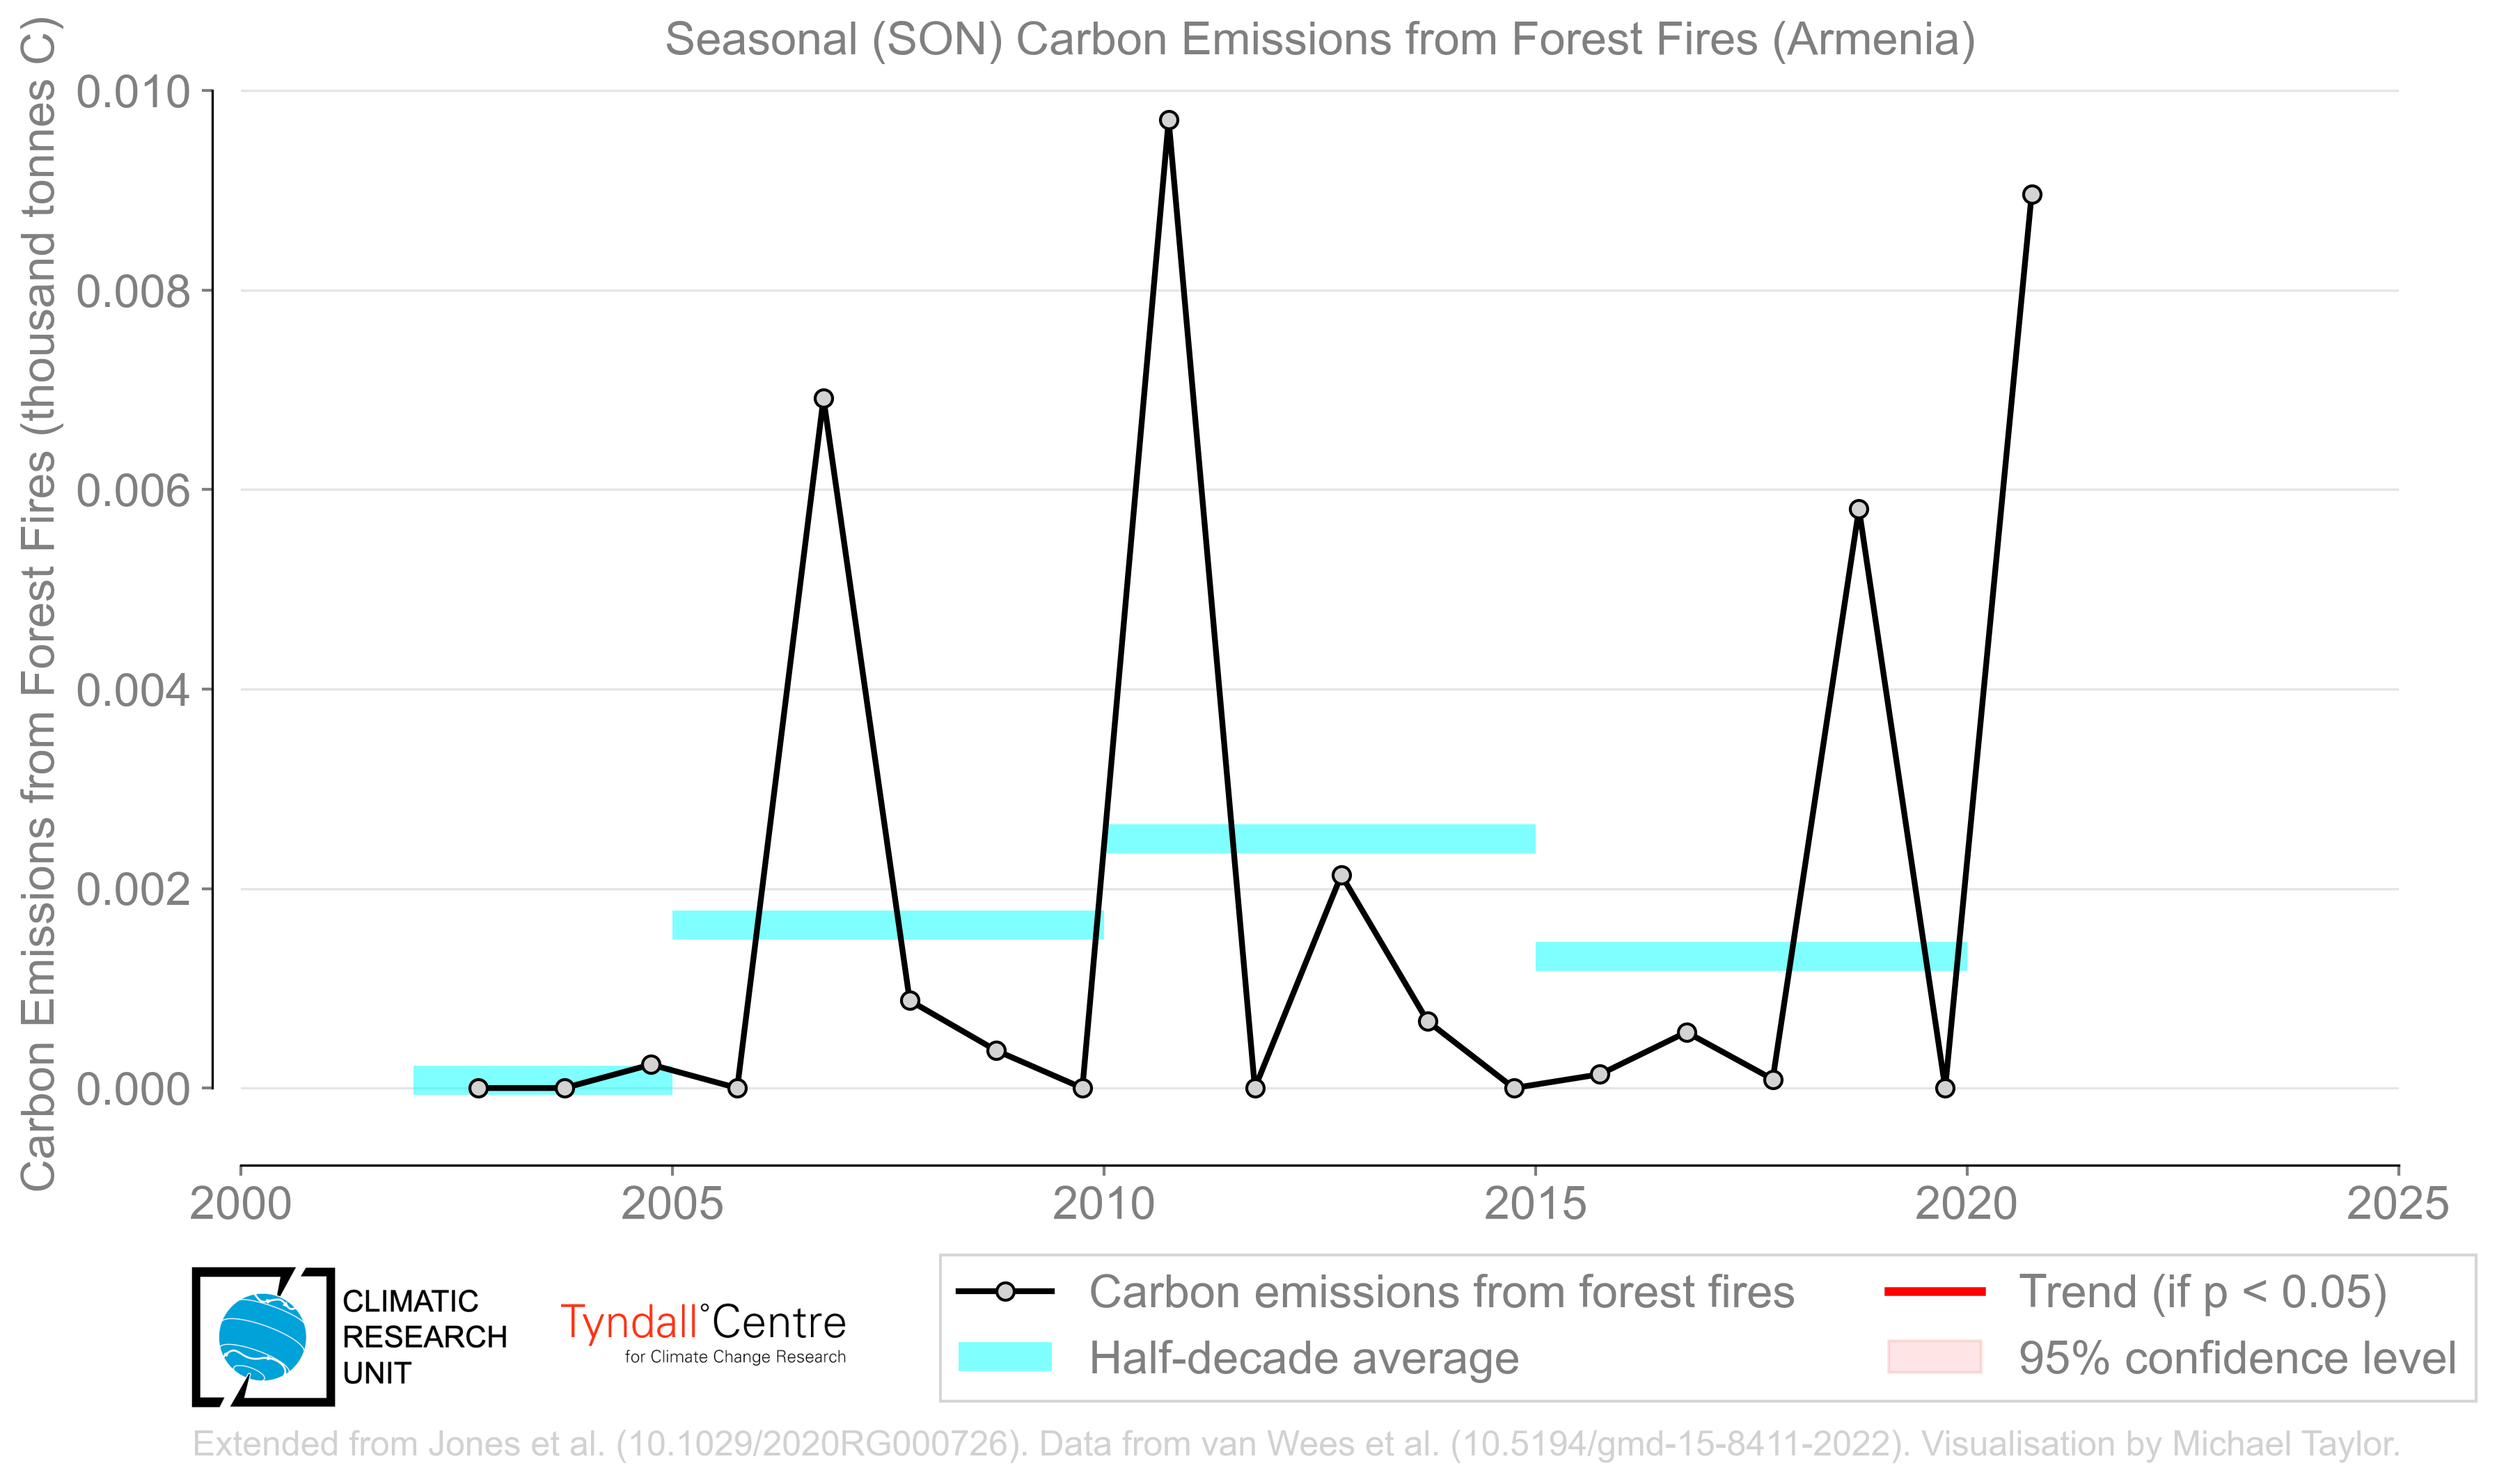 Seasonal (SON) Carbon Emissions from Forest Fires (Armenia)
Carbon Emissions from Forest Fires (thousand tonnes C)
0.010
0.008
0.006
0.004
0.002
0.000
2000 2005 2010 2015 2020 2025
CLIMATIC
RESEARCH
UNIT
Tyndall°Centre
for Climate Change Research
Carbon emissions from forest fires
Half-decade average
Trend (if p < 0.05)
95% confidence level
Extended from Jones et al. (10.1029/2020RG000726). Data from van Wees et al. (10.5194/gmd-15-8411-2022). Visualisation by Michael Taylor.